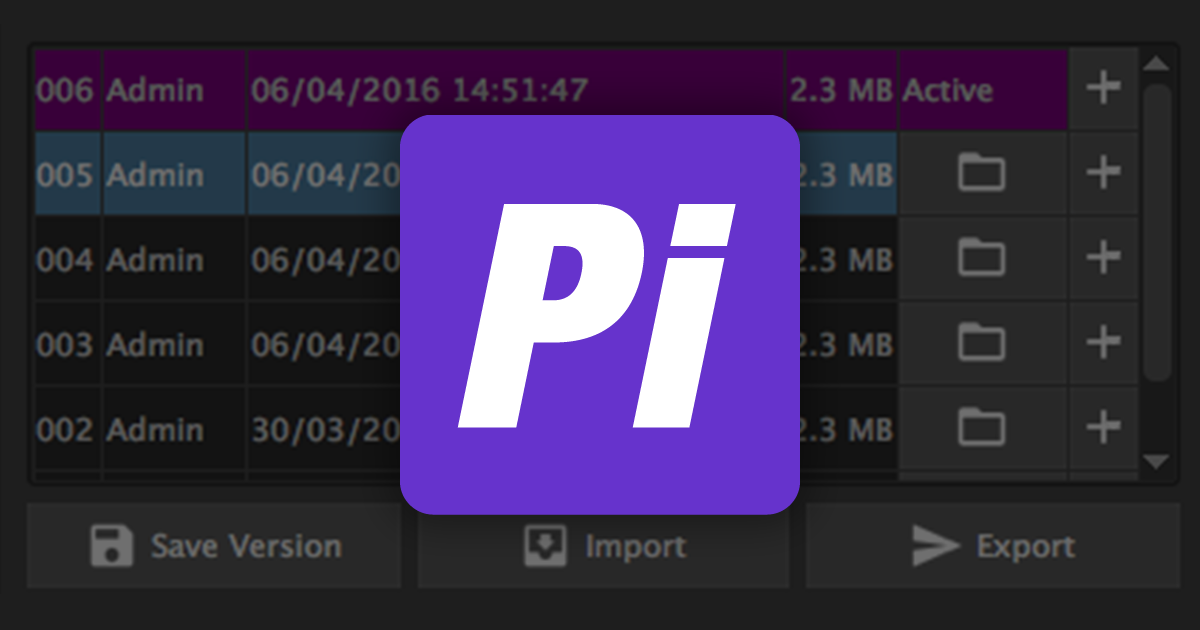 006 Admin 06/04/2016 14:51:47 2.3 MB Active
005 Admin 06/04/20 2.3 MB
004 Admin 06/04/20 2.3 MB
003 Admin 06/04/20 2.3 MB
002 Admin 30/03/20 2.3 MB
Pi
Save Version Import Export